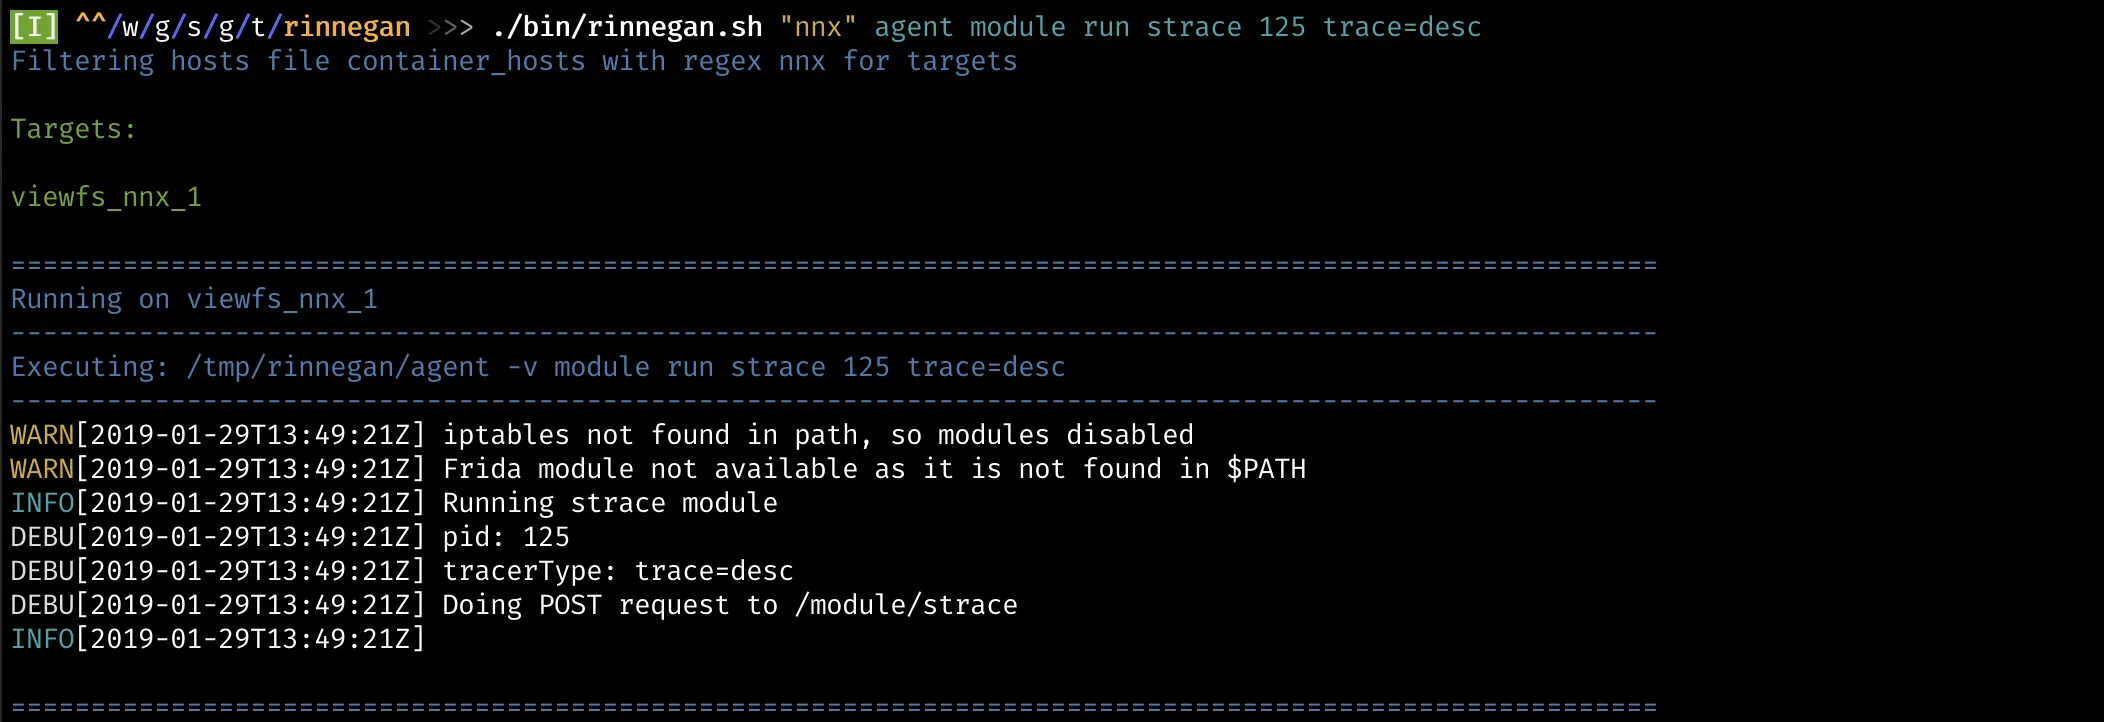 [I] ^^/w/g/s/g/t/rinnegan >>> ./bin/rinnegan.sh "nnx" agent module run strace 125 trace=desc
Filtering hosts file container_hosts with regex nnx for targets
Targets:
viewfs_nnx_1
=======================================================================================================
Running on viewfs_nnx_1
-------------------------------------------------------------------------------------------------------
Executing: /tmp/rinnegan/agent -v module run strace 125 trace=desc
-------------------------------------------------------------------------------------------------------
WARN[2019-01-29T13:49:21Z] iptables not found in path, so modules disabled
WARN[2019-01-29T13:49:21Z] Frida module not available as it is not found in $PATH
INFO[2019-01-29T13:49:21Z] Running strace module
DEBU[2019-01-29T13:49:21Z] pid: 125
DEBU[2019-01-29T13:49:21Z] tracerType: trace=desc
DEBU[2019-01-29T13:49:21Z] Doing POST request to /module/strace
INFO[2019-01-29T13:49:21Z]
=======================================================================================================